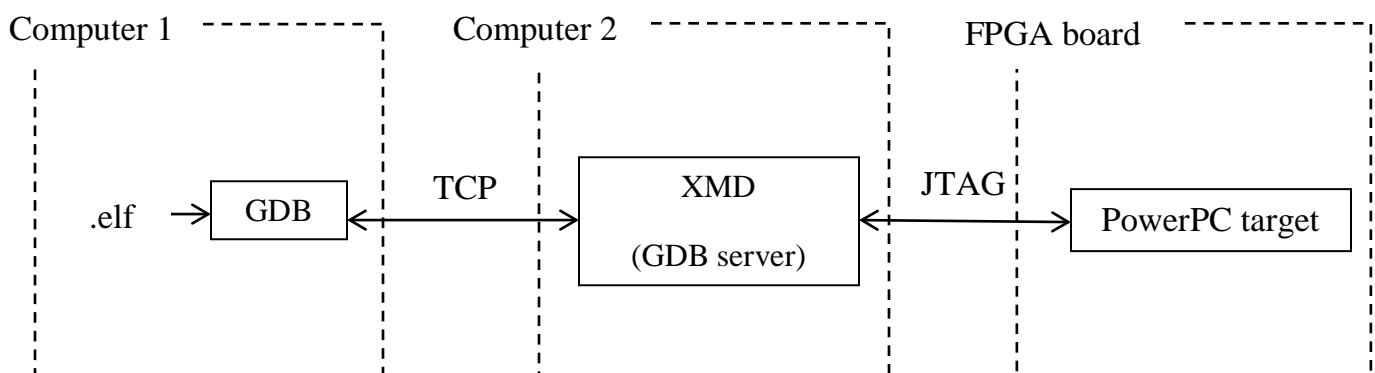 Computer 1
Computer 2
FPGA board
.elf
GDB
TCP
XMD
(GDB server)
JTAG
PowerPC target